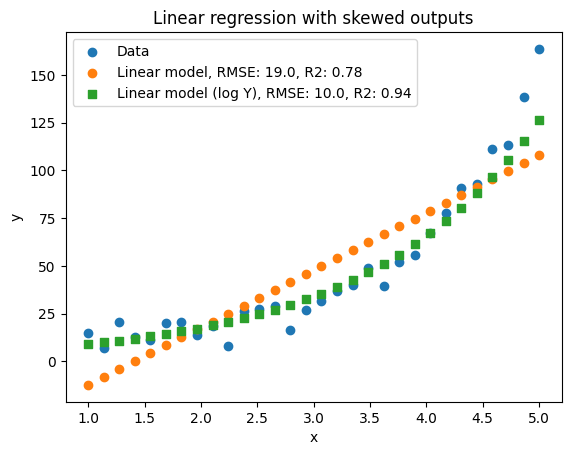 Linear regression with skewed outputs
Data
Linear model, RMSE: 19.0, R2: 0.78
Linear model (log Y), RMSE: 10.0, R2: 0.94
y
150
125
100
75
50
25
0
1.0 1.5 2.0 2.5 3.0 3.5 4.0 4.5 5.0
x